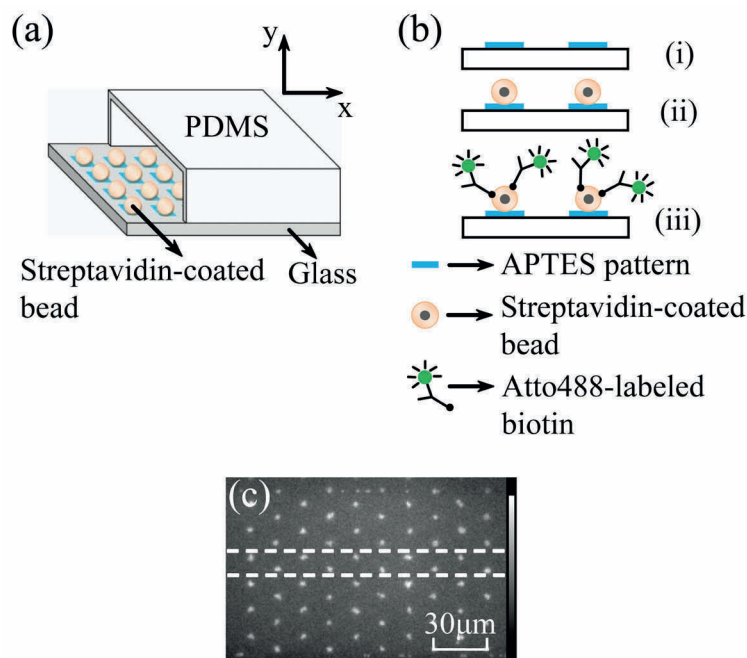 (a)
y
x
PDMS
Streptavidin-coated
bead
Glass
(b)
(i)
(ii)
(iii)
APTES pattern
Streptavidin-coated
bead
Atto488-labeled
biotin
(c)
30μm